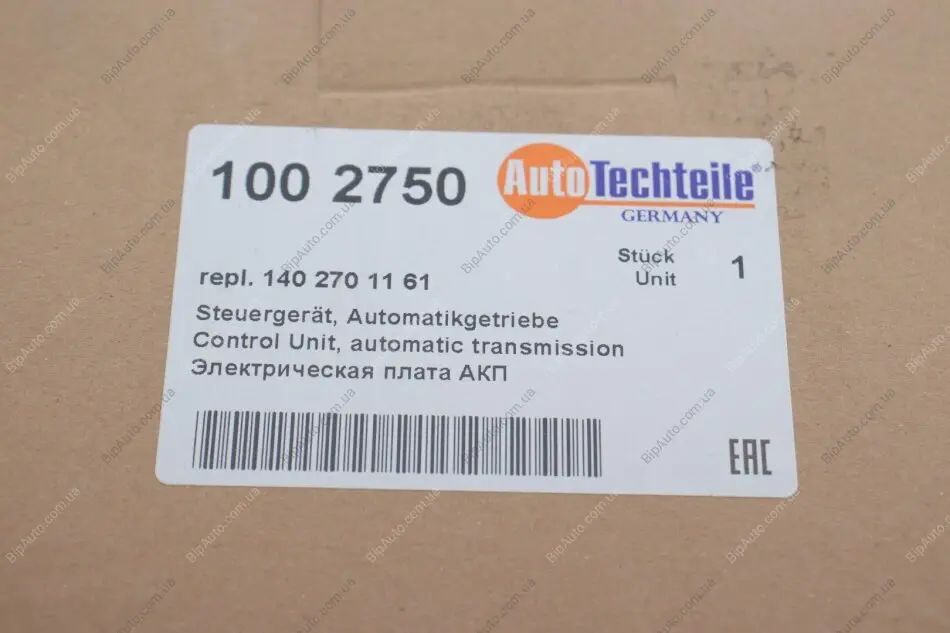 100 2750
AutoTechteile®
GERMANY
Stück 1
Unit
repl. 140 270 11 61
Steuergerät, Automatikgetriebe
Control Unit, automatic transmission
Электрическая плата АКП
EAC
BipAuto.com.ua